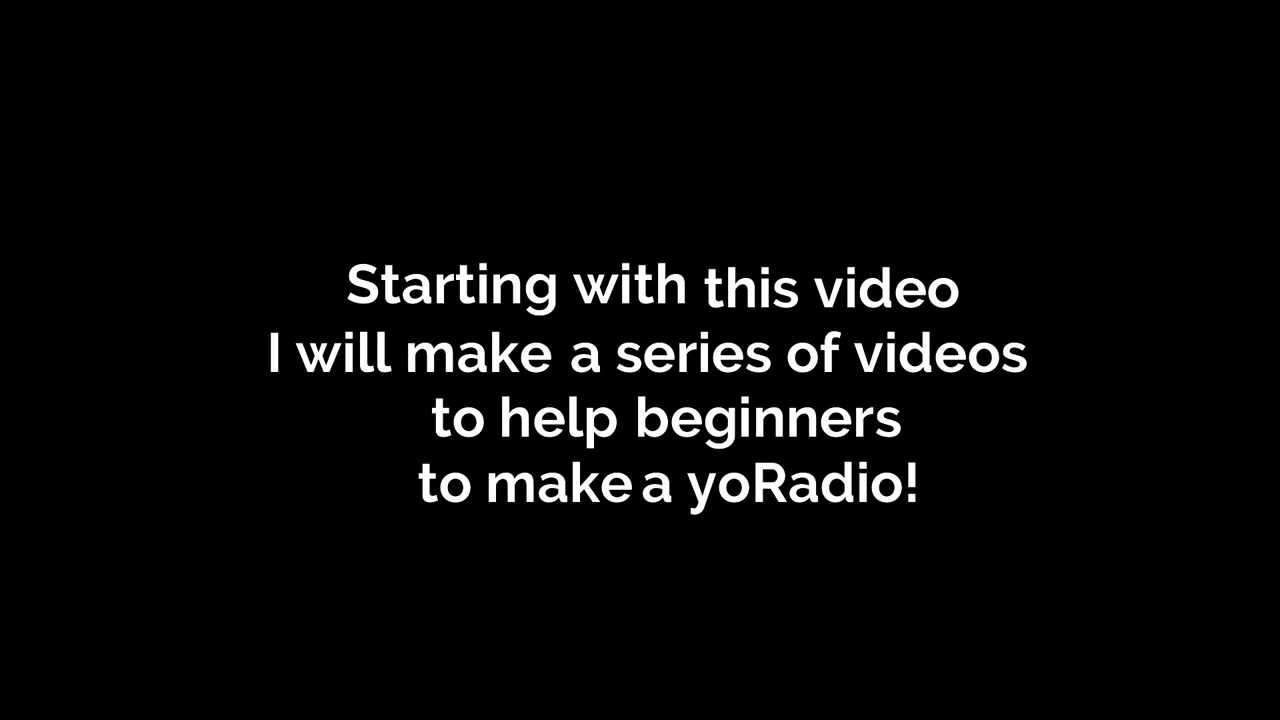 Starting with this video
I will make a series of videos
to help beginners
to make a yoRadio!